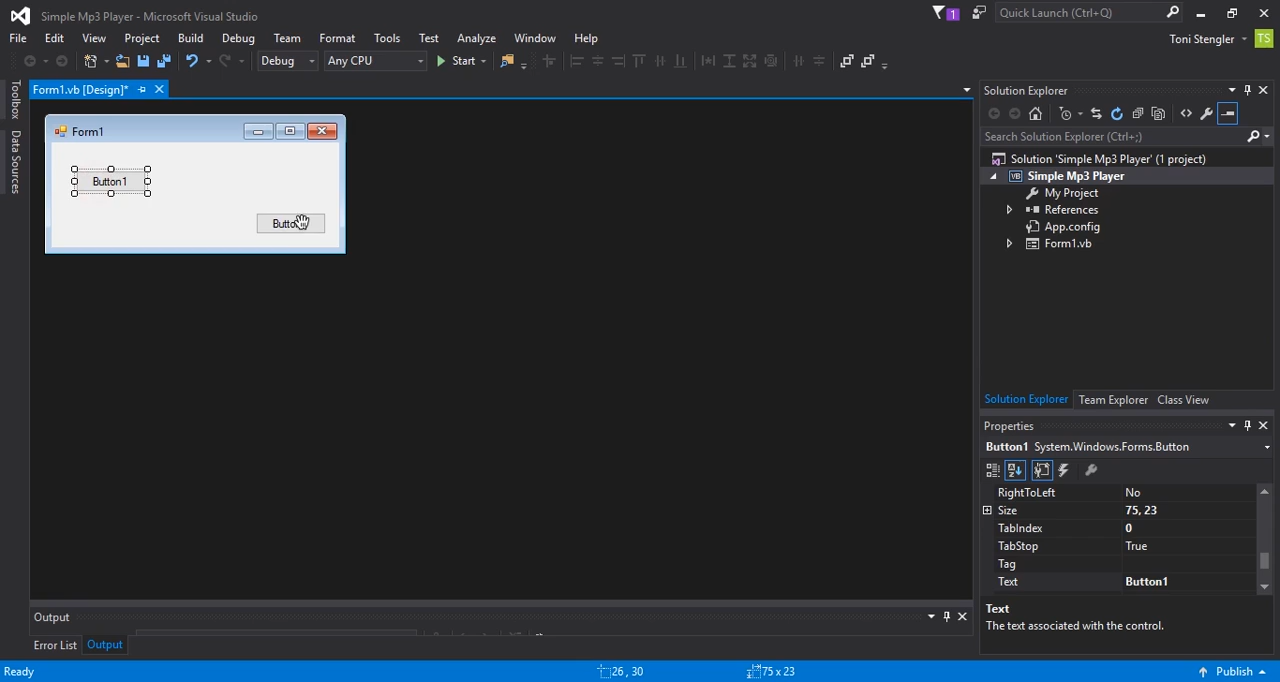 Simple Mp3 Player - Microsoft Visual Studio
1
Quick Launch (Ctrl+Q)
File Edit View Project Build Debug Team Format Tools Test Analyze Window Help
Toni Stengler TS
Debug Any CPU Start
Toolbox
Data Sources
Form1.vb [Design]*
Form1
Button1
Solution Explorer
Search Solution Explorer (Ctrl+;)
Solution 'Simple Mp3 Player' (1 project)
VB Simple Mp3 Player
My Project
References
App.config
Form1.vb
Solution Explorer Team Explorer Class View
Properties
Button1 System.Windows.Forms.Button
RightToLeft No
Size 75, 23
TabIndex 0
TabStop True
Tag
Text Button1
Text
The text associated with the control.
Output
Error List Output
Ready 26 , 30 75 x 23 Publish